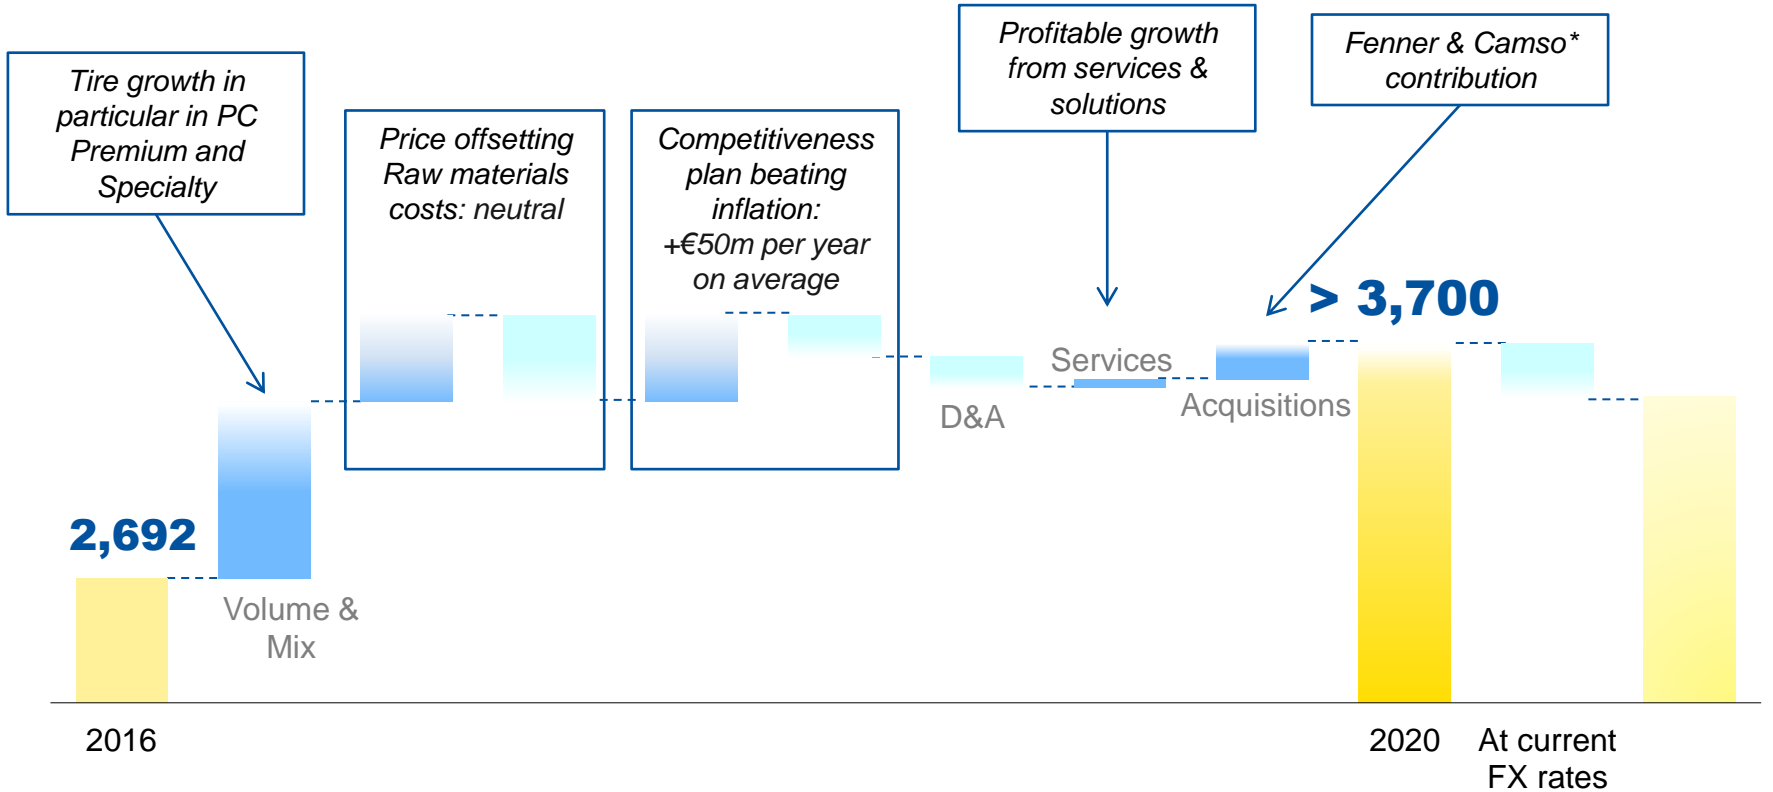 Tire growth in
particular in PC
Premium and
Specialty
Price offsetting
Raw materials
costs: neutral
Competitiveness
plan beating
inflation:
+€50m per year
on average
Profitable growth
from services &
solutions
Fenner & Camso*
contribution
> 3,700
Services
D&A
Acquisitions
2,692
Volume &
Mix
2016
2020
At current
FX rates